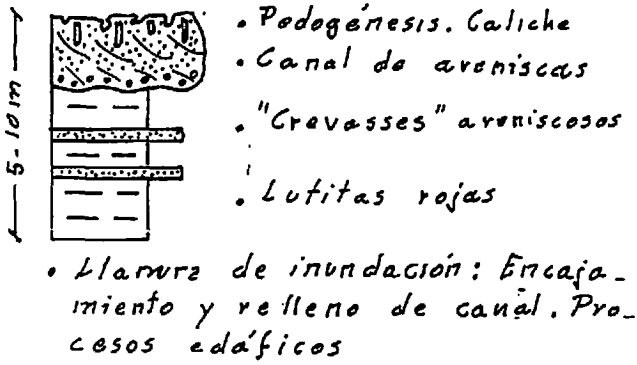 • Podogénesis. Caliche
• Canal de areniscas
• "Crevasses" areniscosos
• Lutitas rojas
5-10m
• Llanura de inundación: Encaja-
miento y relleno de canal. Pro-
cesos edáficos